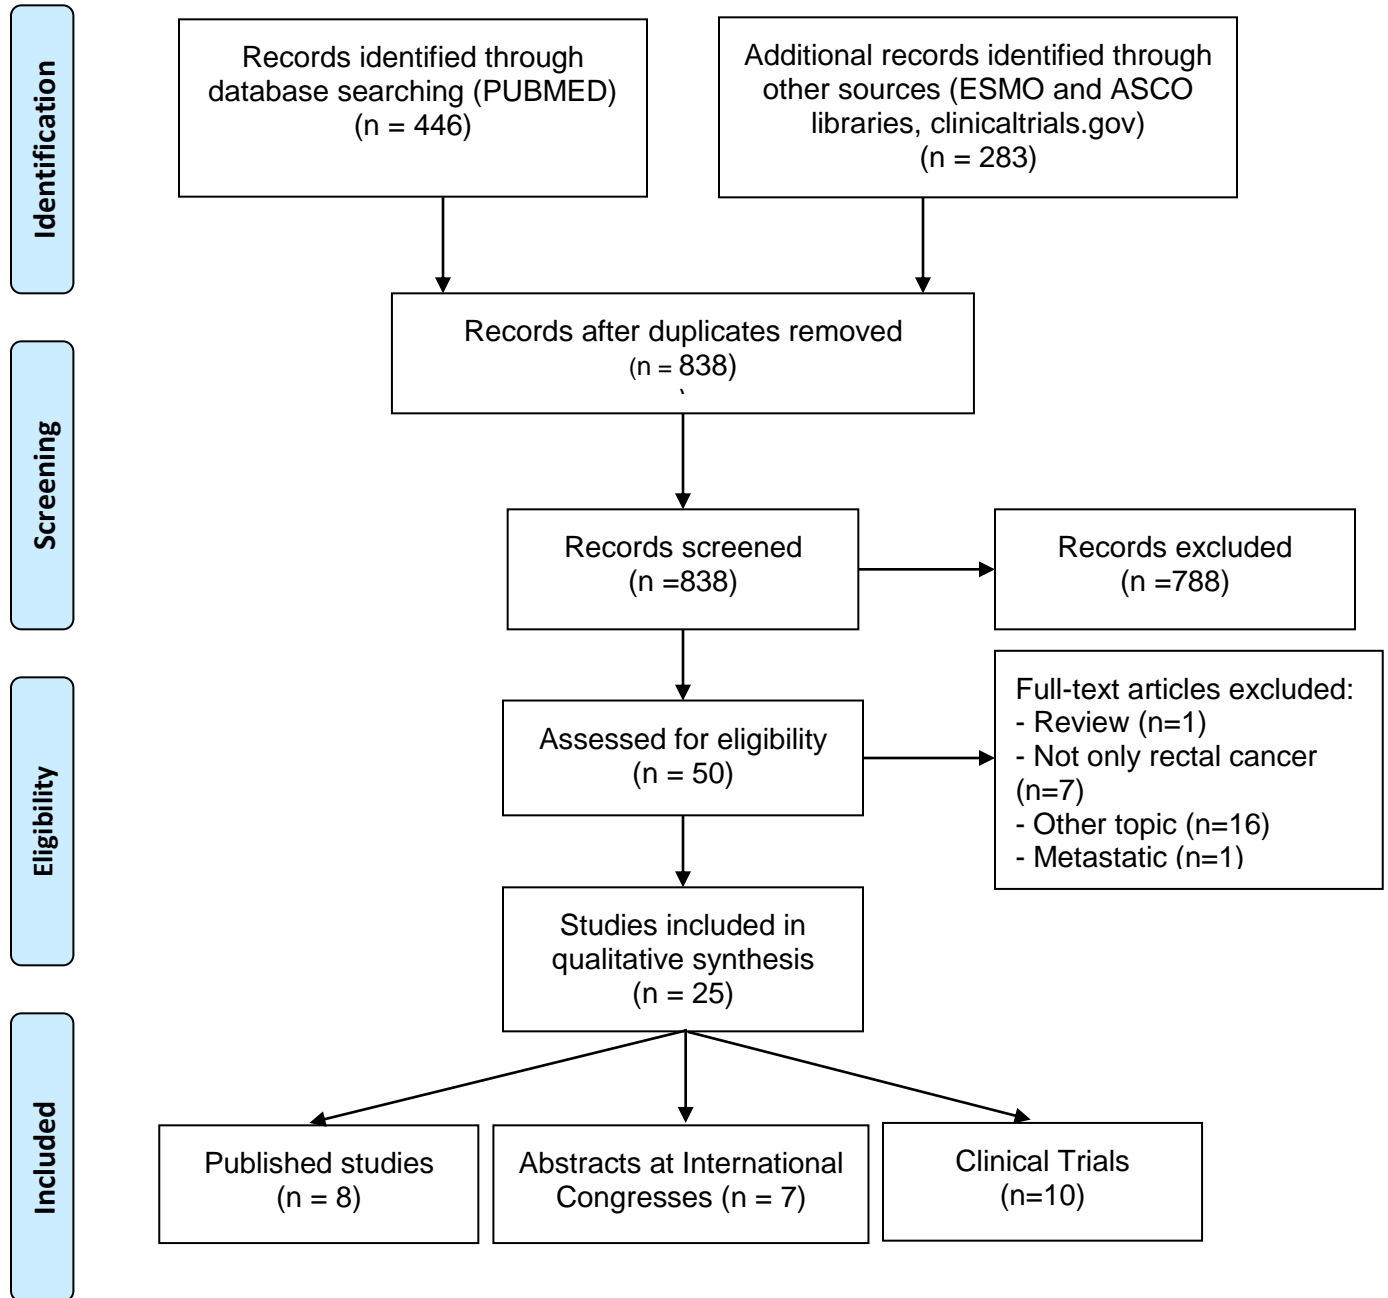 Identification
Records identified through
database searching (PUBMED)
(n = 446)
Additional records identified through
other sources (ESMO and ASCO
libraries, clinicaltrials.gov)
(n = 283)
Records after duplicates removed
(n = 838)
Screening
Records screened
(n =838)
Records excluded
(n =788)
Eligibility
Assessed for eligibility
(n = 50)
Full-text articles excluded:
- Review (n=1)
- Not only rectal cancer
(n=7)
- Other topic (n=16)
- Metastatic (n=1)
Studies included in
qualitative synthesis
(n = 25)
Included
Published studies
(n = 8)
Abstracts at International
Congresses (n = 7)
Clinical Trials
(n=10)